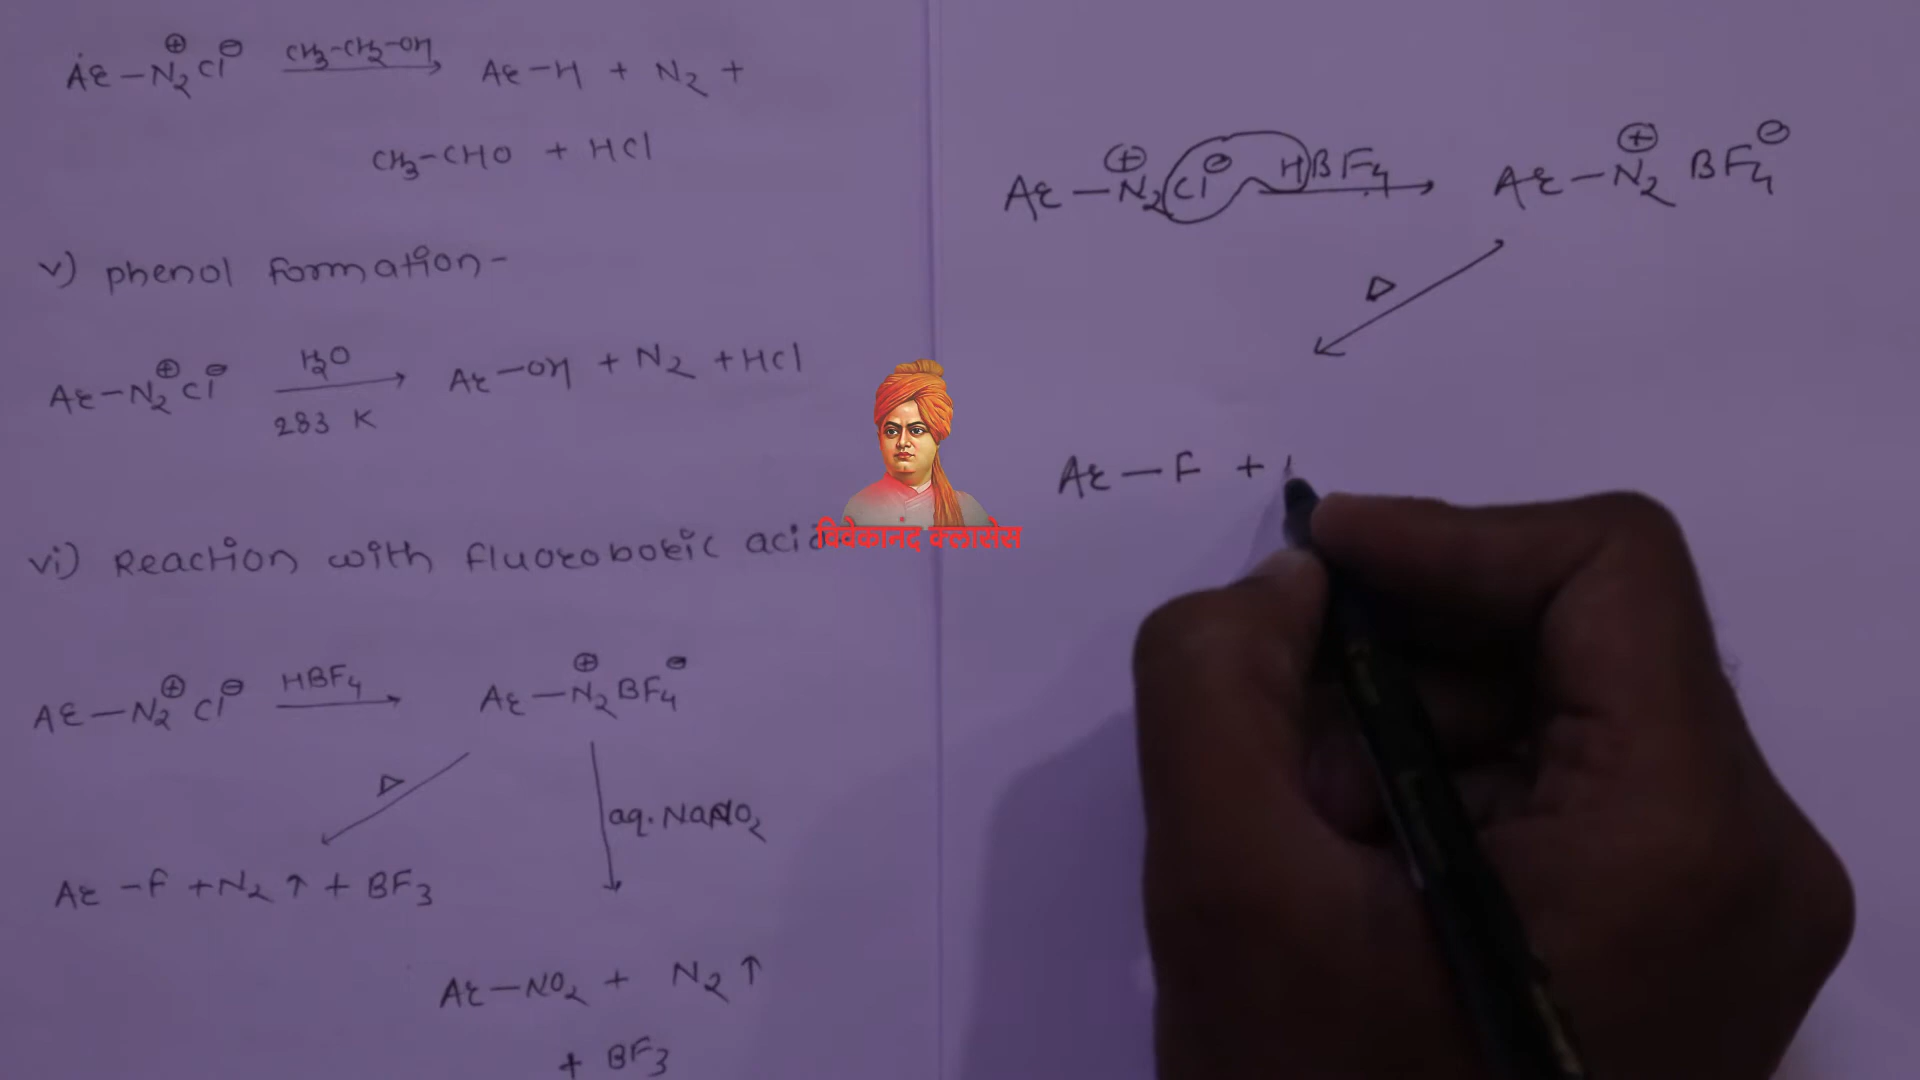 Ar-N₂⊕Cl⊖ CH₃-CH₂-OH → Ar-H + N₂ +
CH₃-CHO + HCl
v) phenol formation-
Ar-N₂⊕Cl⊖ H₂O → Ar-OH + N₂ + HCl
283 K
vi) Reaction with fluoroboric acid
Ar-N₂⊕Cl⊖ HBF₄ → Ar-N₂⊕BF₄⊖
Δ
aq. NaNO₂
Ar-F + N₂ ↑ + BF₃
Ar-NO₂ + N₂ ↑
+ BF₃
Ar-N₂⊕Cl⊖ HBF₄ → Ar-N₂⊕ BF₄⊖
Δ
Ar-F +
विवेकानंद क्लासेस